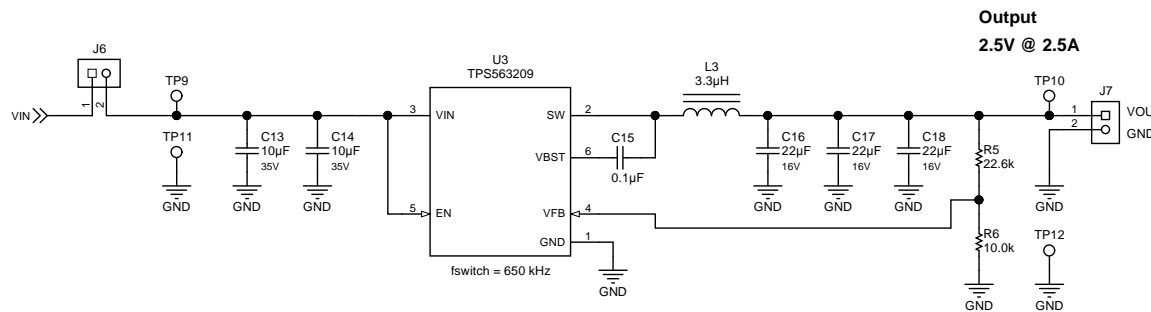 Output
2.5V @ 2.5A
J6
1
2
VIN
TP9
TP11
GND
C13
10µF
35V
GND
C14
10µF
35V
GND
U3
TPS563209
3
VIN
5
EN
SW
2
VBST
6
VFB
4
GND
1
fswitch = 650 kHz
GND
C15
0.1µF
L3
3.3µH
C16
22µF
16V
GND
C17
22µF
16V
GND
C18
22µF
16V
GND
R5
22.6k
R6
10.0k
GND
TP10
GND
TP12
GND
J7
1
2
VOU
GND